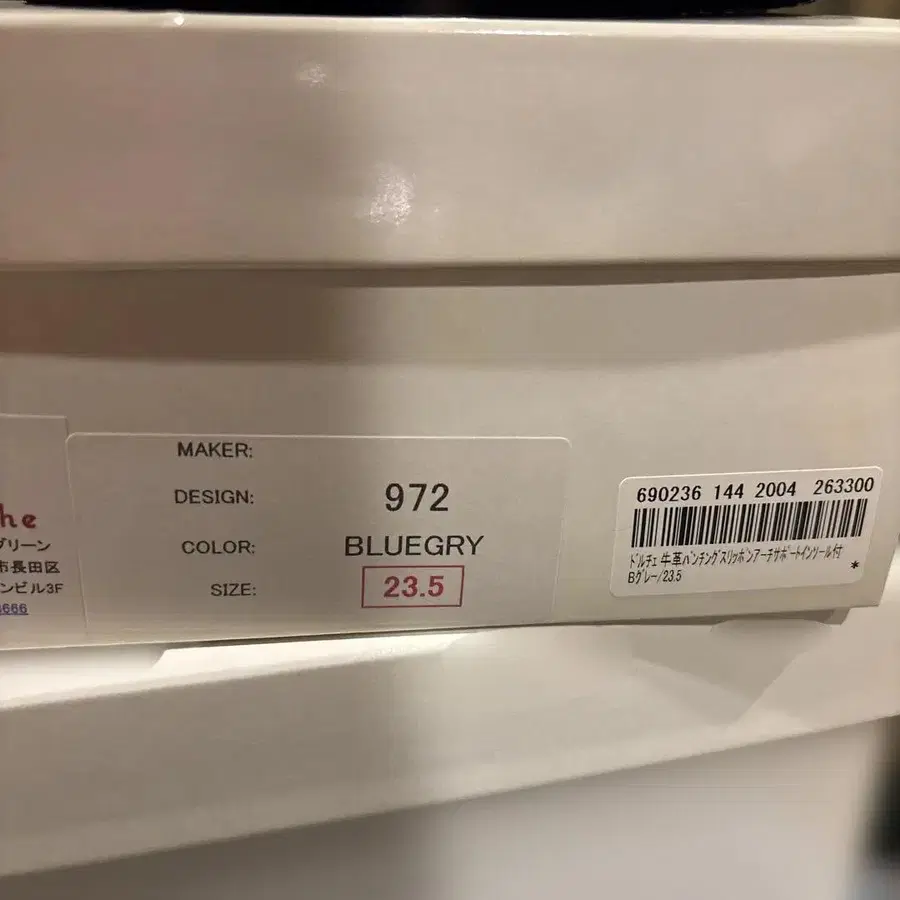 he
グリーン
市長田区
ンビル3F
666
MAKER:
DESIGN: 972
COLOR: BLUEGRY
SIZE: 23.5
690236 144 2004 263300
ﾄﾞﾙﾁｪ 牛革ﾊﾟﾝﾁﾝｸﾞｽﾘｯﾎﾟﾝｱｰﾁｻﾎﾟｰﾄｲﾝｿｰﾙ付
Bｸﾞﾚｰ/23.5 *